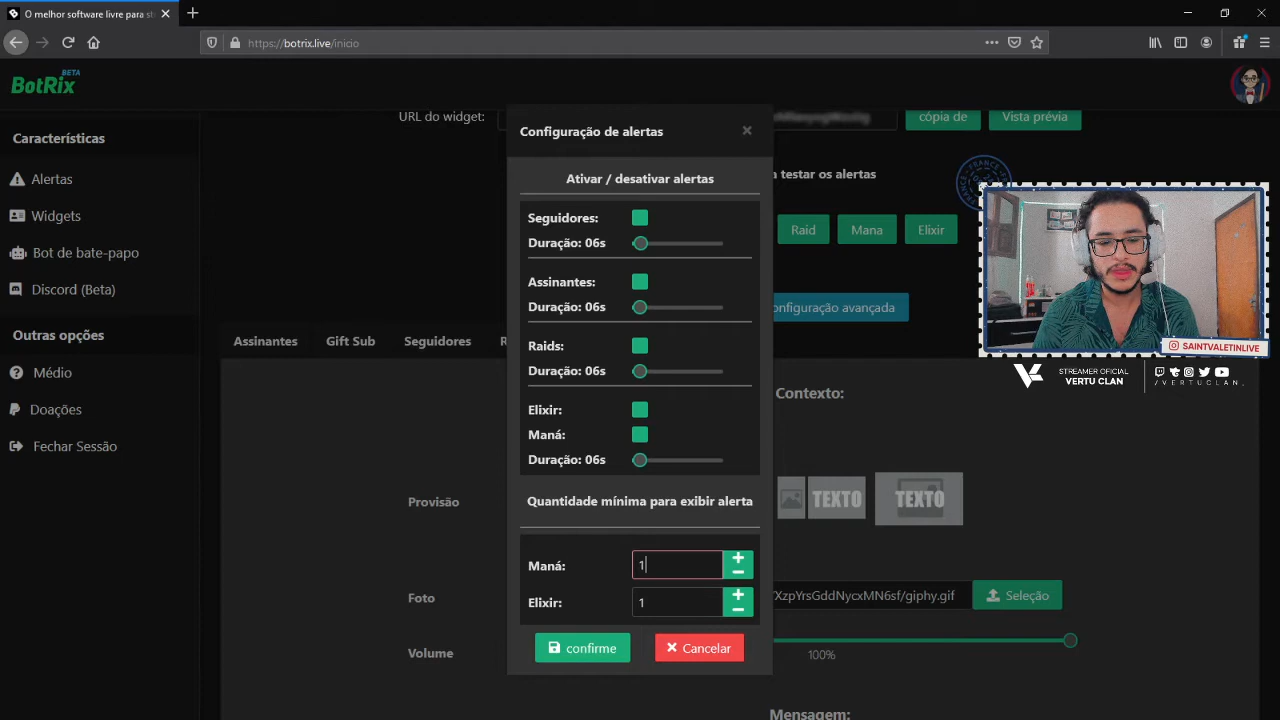 O melhor software livre para st
https://botrix.live/inicio
BotRix BETA
Características
Alertas
Widgets
Bot de bate-papo
Discord (Beta)
Outras opções
Médio
Doações
Fechar Sessão
URL do widget:
cópia de
Vista prévia
a testar os alertas
Raid
Mana
Elixir
onfiguração avançada
Assinantes
Gift Sub
Seguidores
R
Contexto:
Provisão
TEXTO
TEXTO
Foto
XzpYrsGddNycxMN6sf/giphy.gif
Seleção
Volume
100%
Mensagem:
Configuração de alertas
Ativar / desativar alertas
Seguidores:
Duração: 06s
Assinantes:
Duração: 06s
Raids:
Duração: 06s
Elixir:
Maná:
Duração: 06s
Quantidade mínima para exibir alerta
Maná: 1
Elixir: 1
confirme
Cancelar
FRANCE
SAINTVALETINLIVE
STREAMER OFICIAL
VERTU CLAN
/VERTUCLAN_